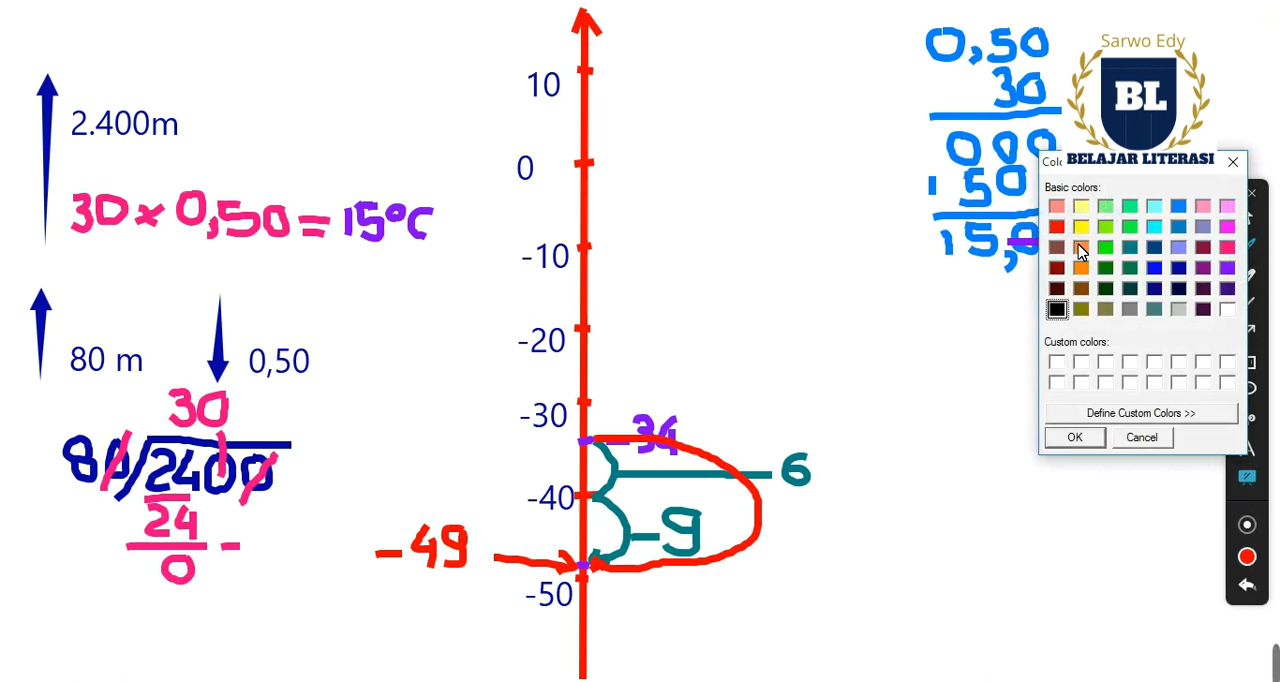 2.400m
30 × 0,50 = 15°C
80 m
0,50
30
80 2400
24
0
10
0
-10
-20
-30
-34
-40
6
-9
-49
-50
0,50
30
000
150
15,0
Sarwo Edy
BL
BELAJAR LITERASI
Basic colors:
Custom colors:
Define Custom Colors >>
OK
Cancel